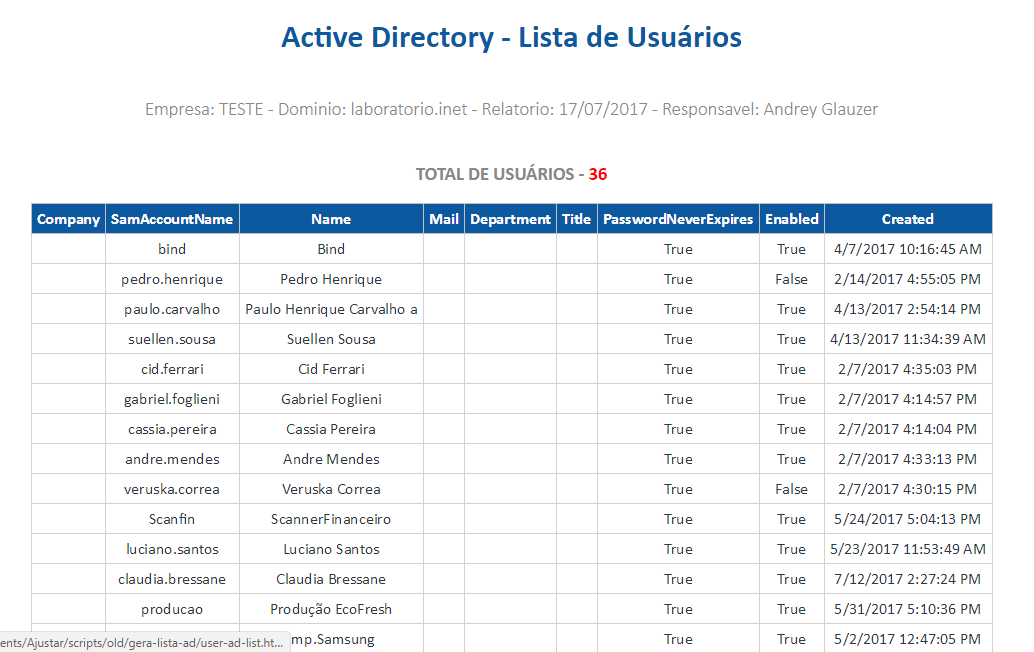 Active Directory - Lista de Usuários
Empresa: TESTE - Dominio: laboratorio.inet - Relatorio: 17/07/2017 - Responsavel: Andrey Glauzer
TOTAL DE USUÁRIOS - 36
Company SamAccountName Name Mail Department Title PasswordNeverExpires Enabled Created
bind Bind True True 4/7/2017 10:16:45 AM
pedro.henrique Pedro Henrique True False 2/14/2017 4:55:05 PM
paulo.carvalho Paulo Henrique Carvalho a True True 4/13/2017 2:54:14 PM
suellen.sousa Suellen Sousa True True 4/13/2017 11:34:39 AM
cid.ferrari Cid Ferrari True True 2/7/2017 4:35:03 PM
gabriel.foglieni Gabriel Foglieni True True 2/7/2017 4:14:57 PM
cassia.pereira Cassia Pereira True True 2/7/2017 4:14:04 PM
andre.mendes Andre Mendes True True 2/7/2017 4:33:13 PM
veruska.correa Veruska Correa True False 2/7/2017 4:30:15 PM
Scanfin ScannerFinanceiro True True 5/24/2017 5:04:13 PM
luciano.santos Luciano Santos True True 5/23/2017 11:53:49 AM
claudia.bressane Claudia Bressane True True 7/12/2017 2:27:24 PM
producao Produção EcoFresh True True 5/31/2017 5:10:36 PM
mp.Samsung True True 5/2/2017 12:47:05 PM
ents/Ajustar/scripts/old/gera-lista-ad/user-ad-list.ht...